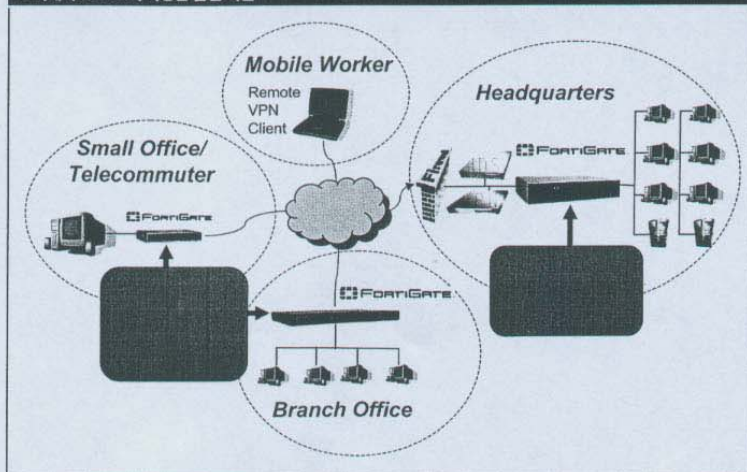 Mobile Worker
Remote
VPN
Client
Headquarters
Small Office/
Telecommuter
FORTIGATE
FORTIGATE
FORTIGATE
Branch Office